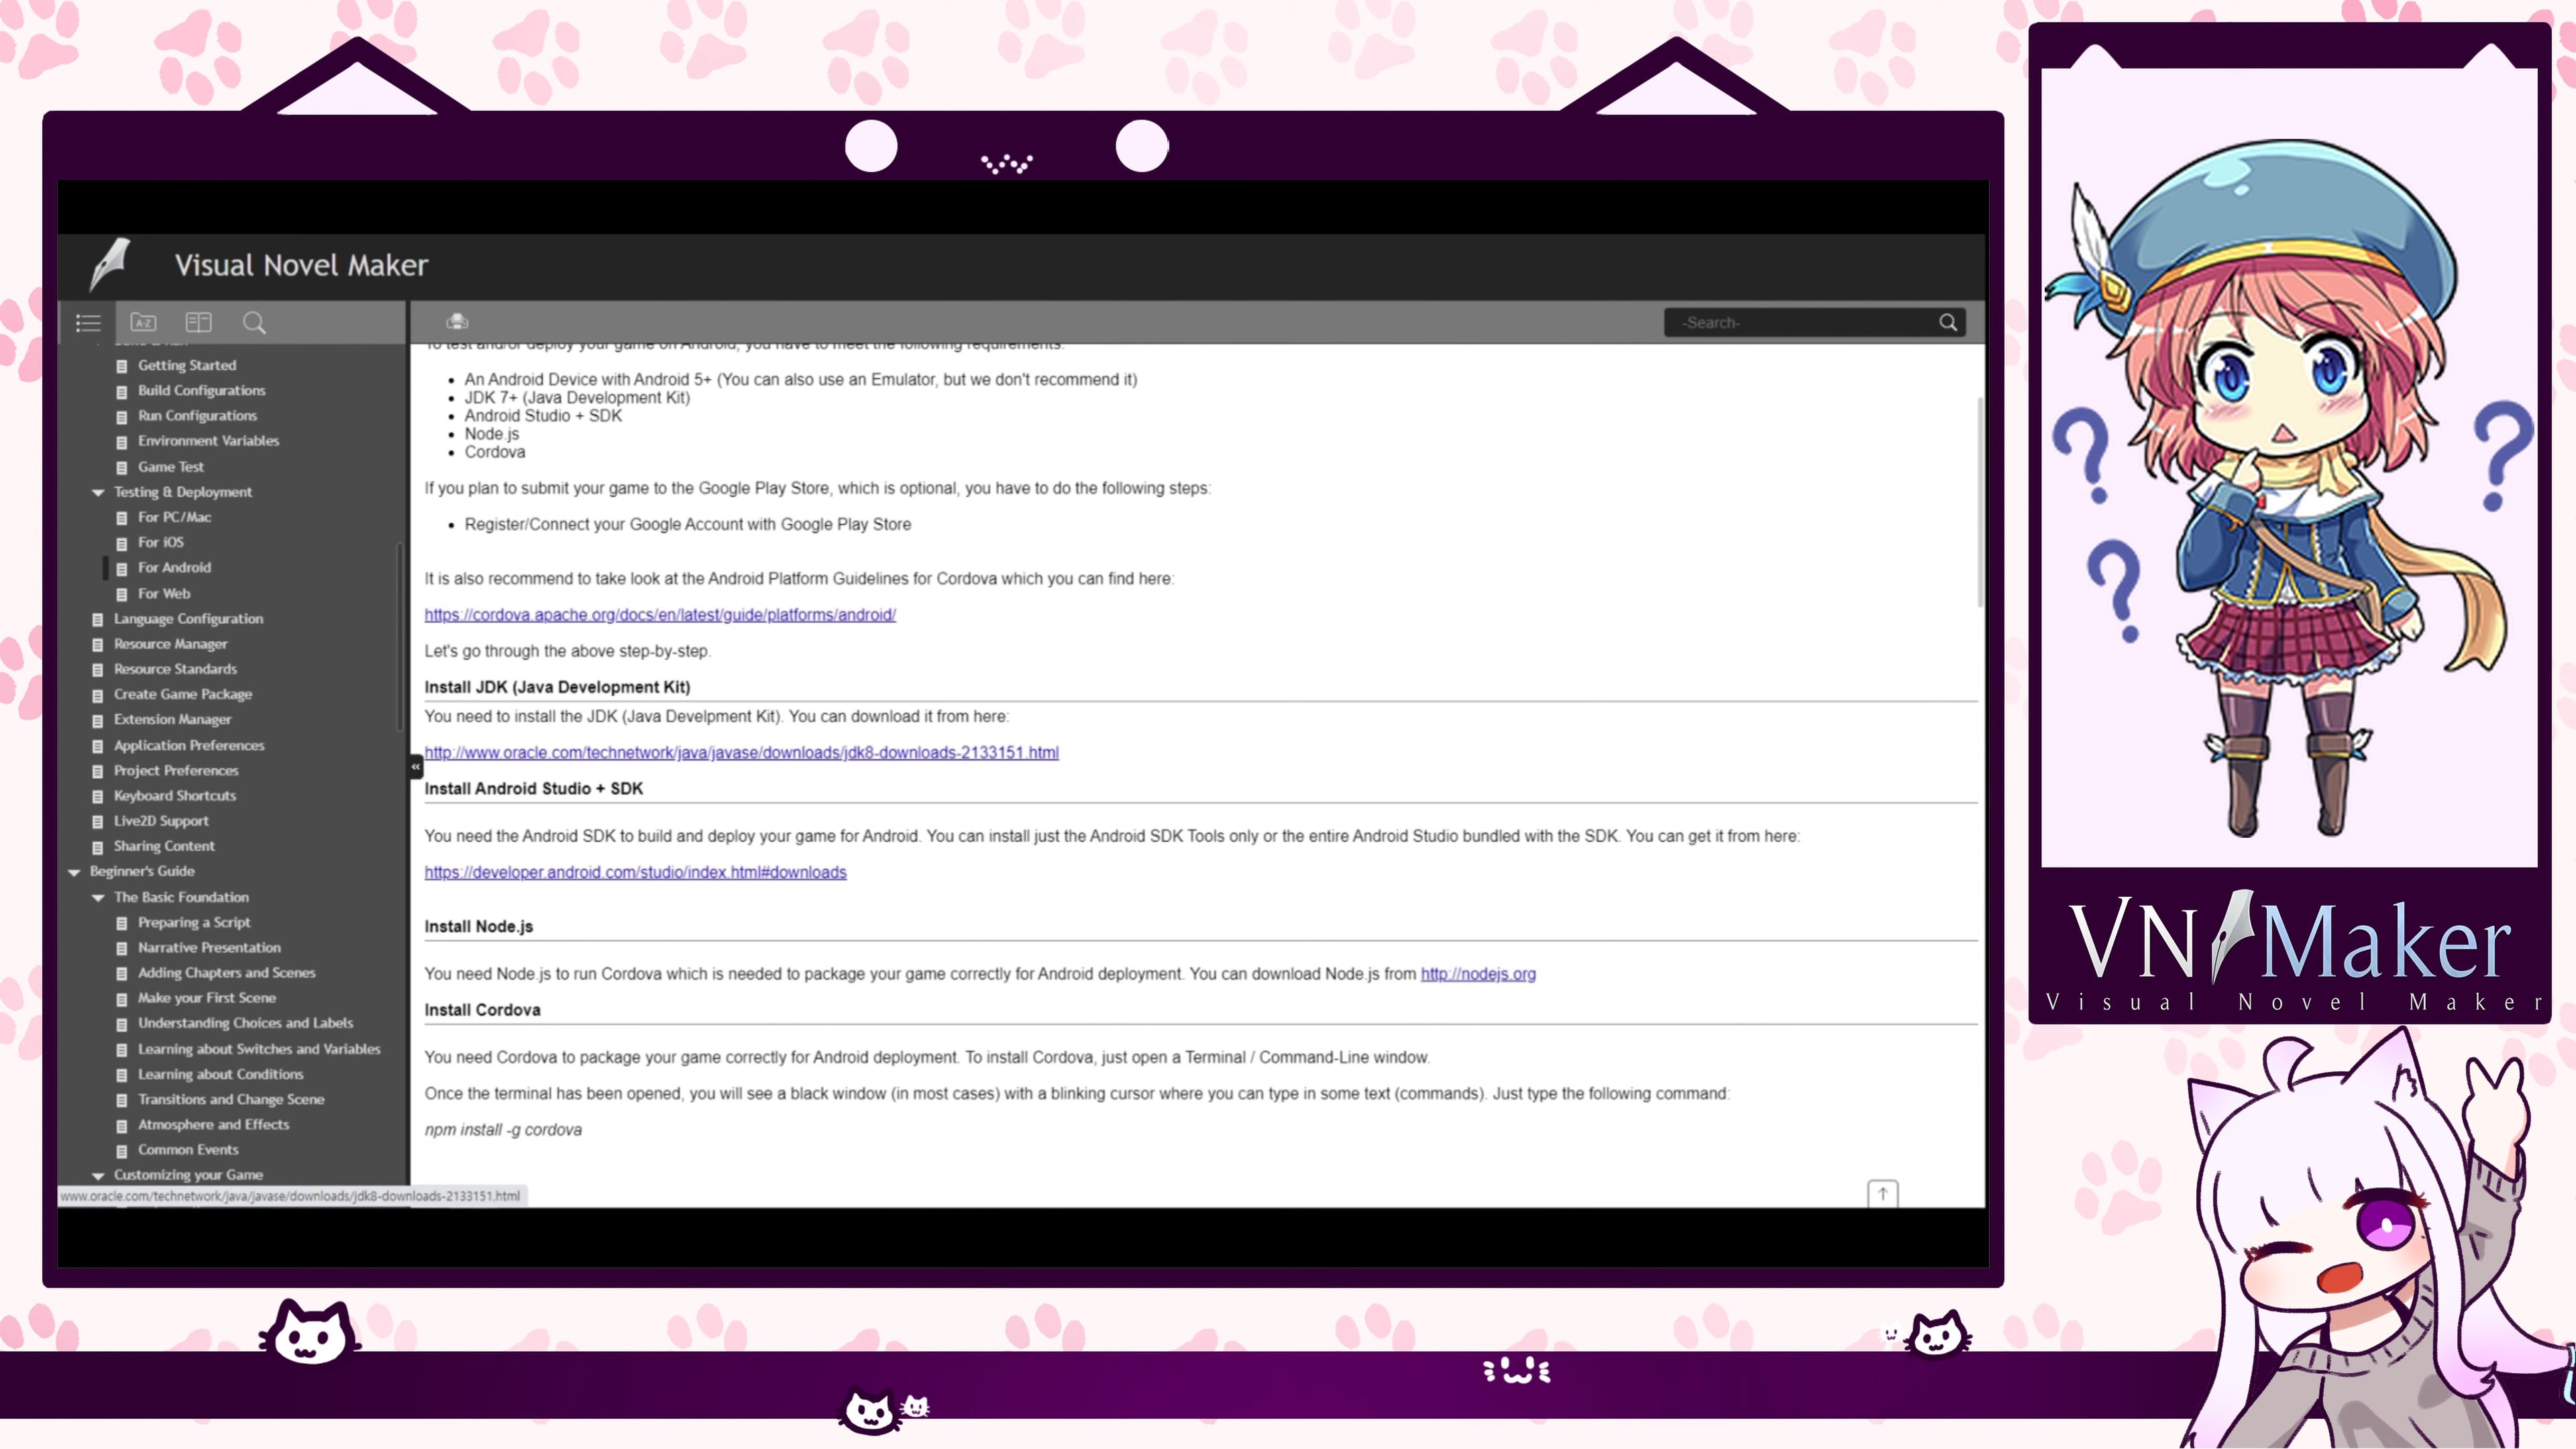 Visual Novel Maker
A-Z
-Search-
Getting Started
Build Configurations
Run Configurations
Environment Variables
Game Test
Testing & Deployment
For PC/Mac
For iOS
For Android
For Web
Language Configuration
Resource Manager
Resource Standards
Create Game Package
Extension Manager
Application Preferences
Project Preferences
Keyboard Shortcuts
Live2D Support
Sharing Content
Beginner's Guide
The Basic Foundation
Preparing a Script
Narrative Presentation
Adding Chapters and Scenes
Make your First Scene
Understanding Choices and Labels
Learning about Switches and Variables
Learning about Conditions
Transitions and Change Scene
Atmosphere and Effects
Common Events
Customizing your Game
www.oracle.com/technetwork/java/javase/downloads/jdk8-downloads-2133151.html
To test and/or deploy your game on Android, you have to meet the following requirements:
• An Android Device with Android 5+ (You can also use an Emulator, but we don't recommend it)
• JDK 7+ (Java Development Kit)
• Android Studio + SDK
• Node.js
• Cordova
If you plan to submit your game to the Google Play Store, which is optional, you have to do the following steps:
• Register/Connect your Google Account with Google Play Store
It is also recommend to take look at the Android Platform Guidelines for Cordova which you can find here:
https://cordova.apache.org/docs/en/latest/guide/platforms/android/
Let's go through the above step-by-step.
Install JDK (Java Development Kit)
You need to install the JDK (Java Develpment Kit). You can download it from here:
http://www.oracle.com/technetwork/java/javase/downloads/jdk8-downloads-2133151.html
Install Android Studio + SDK
You need the Android SDK to build and deploy your game for Android. You can install just the Android SDK Tools only or the entire Android Studio bundled with the SDK. You can get it from here:
https://developer.android.com/studio/index.html#downloads
Install Node.js
You need Node.js to run Cordova which is needed to package your game correctly for Android deployment. You can download Node.js from http://nodejs.org
Install Cordova
You need Cordova to package your game correctly for Android deployment. To install Cordova, just open a Terminal / Command-Line window.
Once the terminal has been opened, you will see a black window (in most cases) with a blinking cursor where you can type in some text (commands). Just type the following command:
npm install -g cordova
? ?
?
VN Maker
Visual Novel Maker